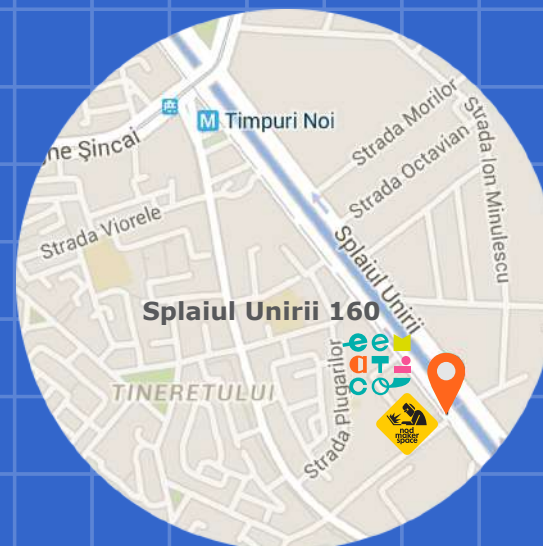 Timpuri Noi
ne Şincai
Strada Morilor
Strada Octavian
Strada Ion Minulescu
Strada Viorele
Splaiul Unirii
Splaiul Unirii 160
TINERETULUI
Strada Plugarilor
nod
maker
space